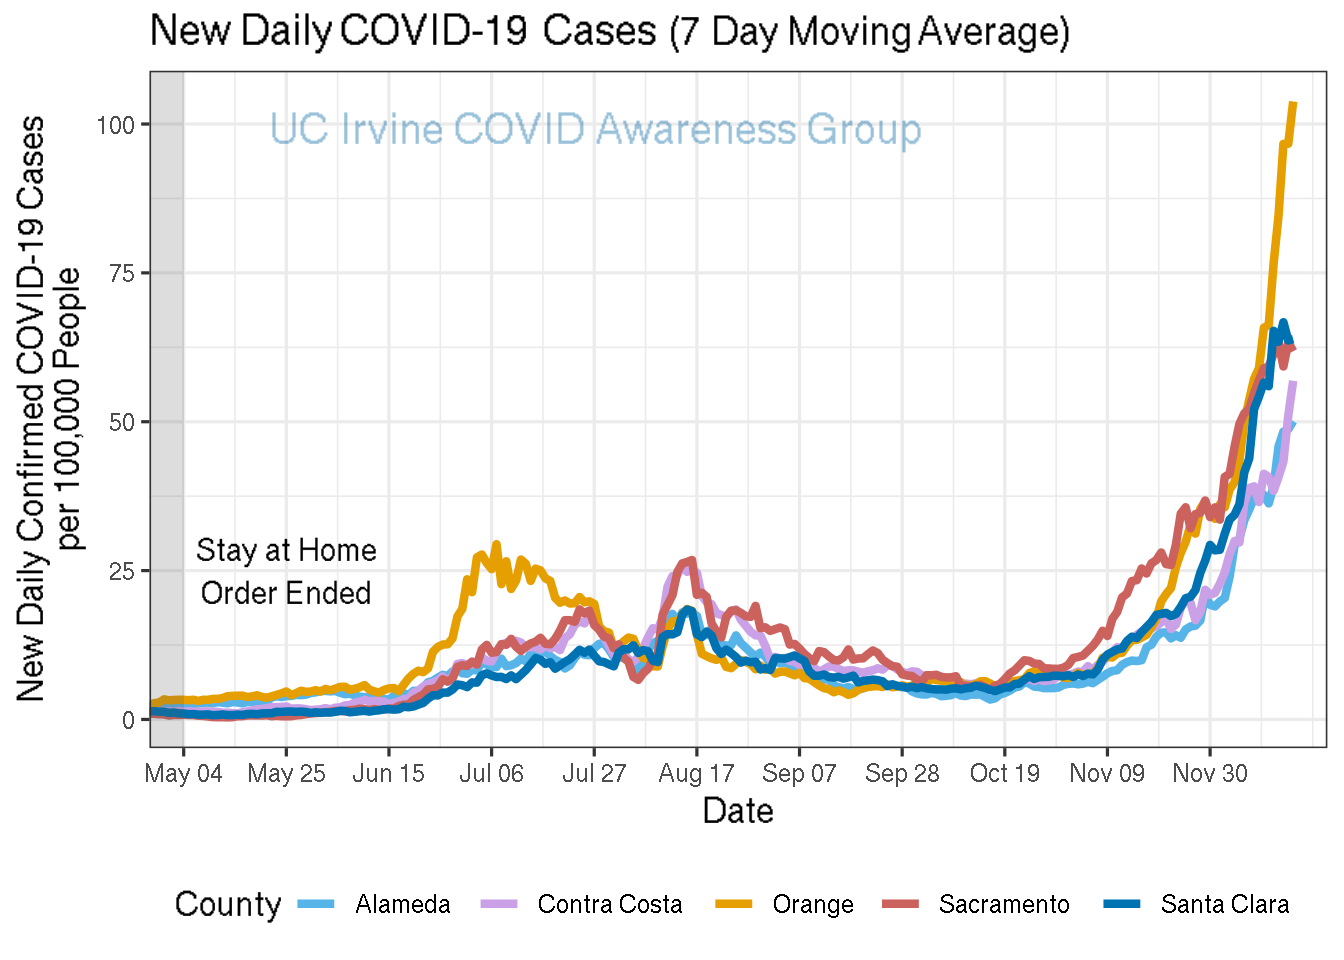 New Daily COVID-19 Cases (7 Day Moving Average)
UC Irvine COVID Awareness Group
New Daily Confirmed COVID-19 Cases
per 100,000 People
100
75
50
25
0
Stay at Home
Order Ended
May 04 May 25 Jun 15 Jul 06 Jul 27 Aug 17 Sep 07 Sep 28 Oct 19 Nov 09 Nov 30
Date
County Alameda Contra Costa Orange Sacramento Santa Clara